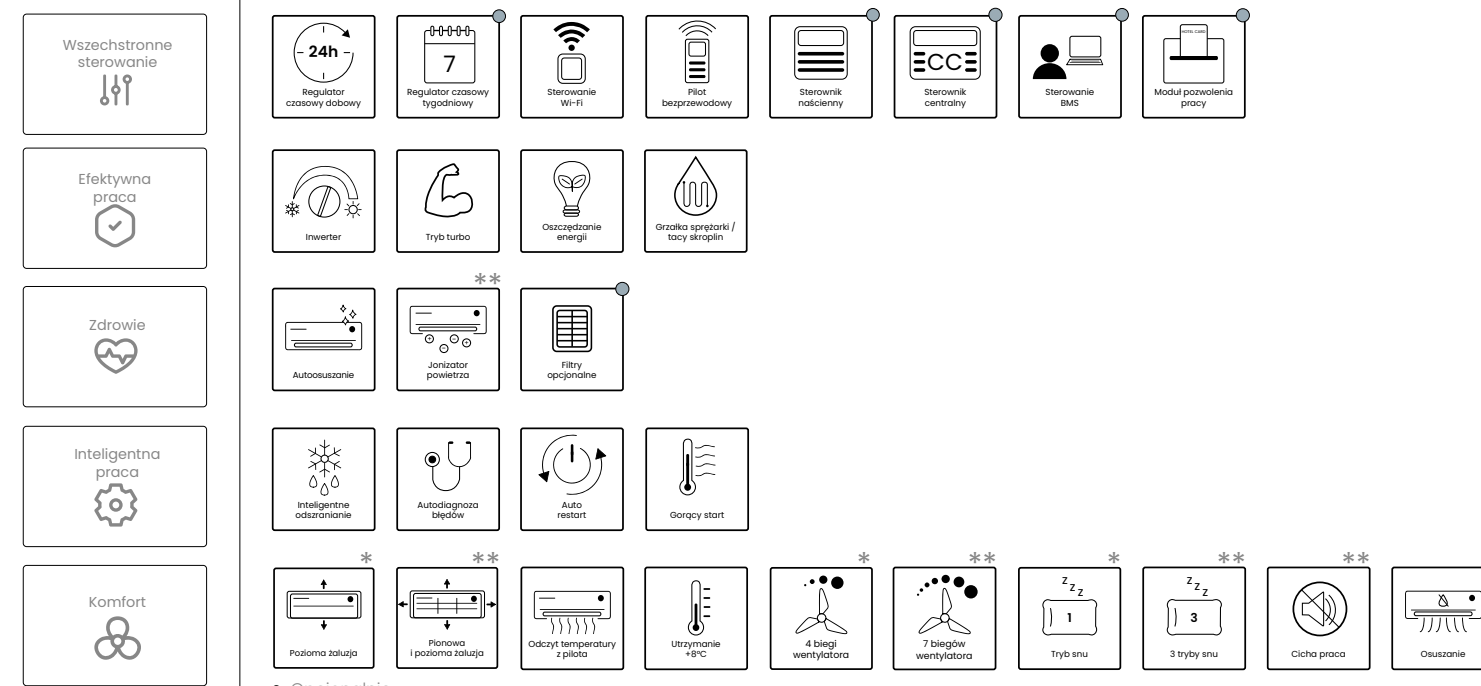 Wszechstronne
sterowanie
24h
Regulator
czasowy dobowy
7
Regulator czasowy
tygodniowy
Sterowanie
Wi-Fi
Pilot
bezprzewodowy
Sterownik
naścienny
CC
Sterownik
centralny
Sterowanie
BMS
HOTEL CARD
Moduł pozwolenia
pracy
Efektywna
praca
Inwerter
Tryb turbo
Oszczędzanie
energii
Grzałka sprężarki /
tacy skroplin
Zdrowie
Autoosuszanie
**
Jonizator
powietrza
Filtry
opcjonalne
Inteligentna
praca
Inteligentne
odszranianie
Autodiagnoza
błędów
Auto
restart
Gorący start
Komfort
*
Pozioma żaluzja
**
Pionowa
i pozioma żaluzja
Odczyt temperatury
z pilota
Utrzymanie
+8°C
*
4 biegi
wentylatora
**
7 biegów
wentylatora
*
z z z
1
Tryb snu
**
z z z
3
3 tryby snu
**
Cicha praca
Osuszanie